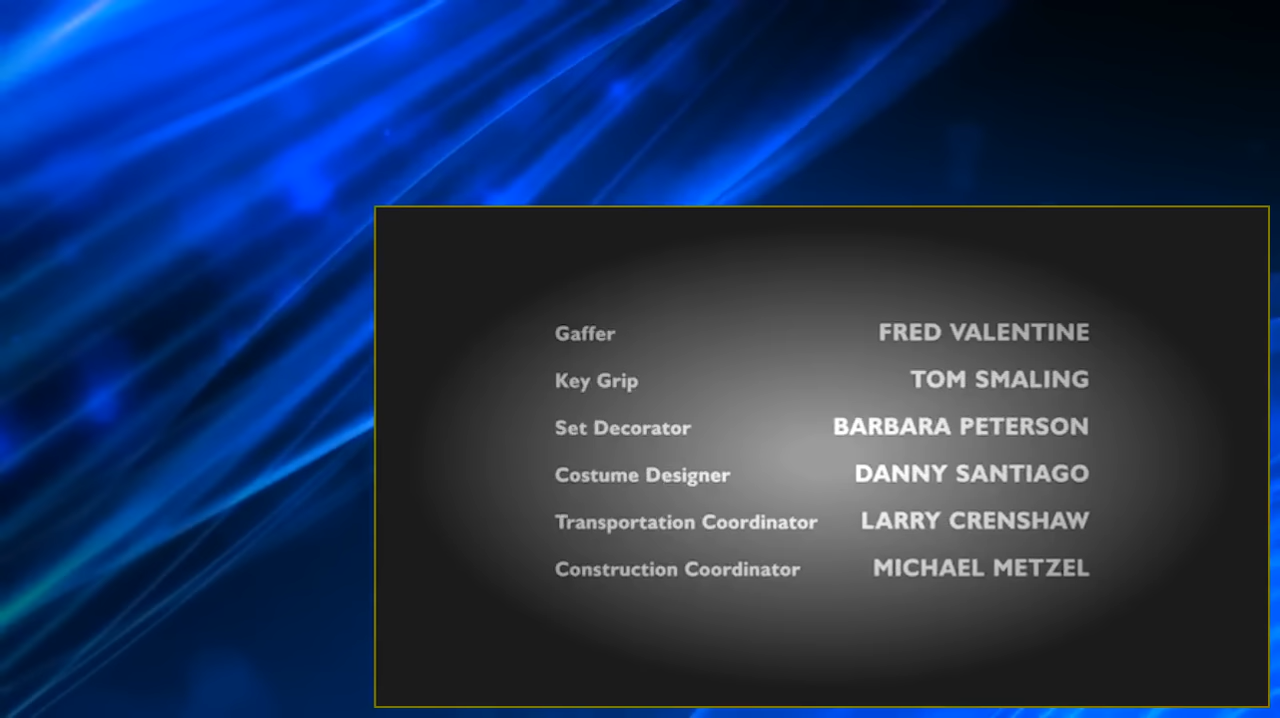 Gaffer FRED VALENTINE
Key Grip TOM SMALING
Set Decorator BARBARA PETERSON
Costume Designer DANNY SANTIAGO
Transportation Coordinator LARRY CRENSHAW
Construction Coordinator MICHAEL METZEL